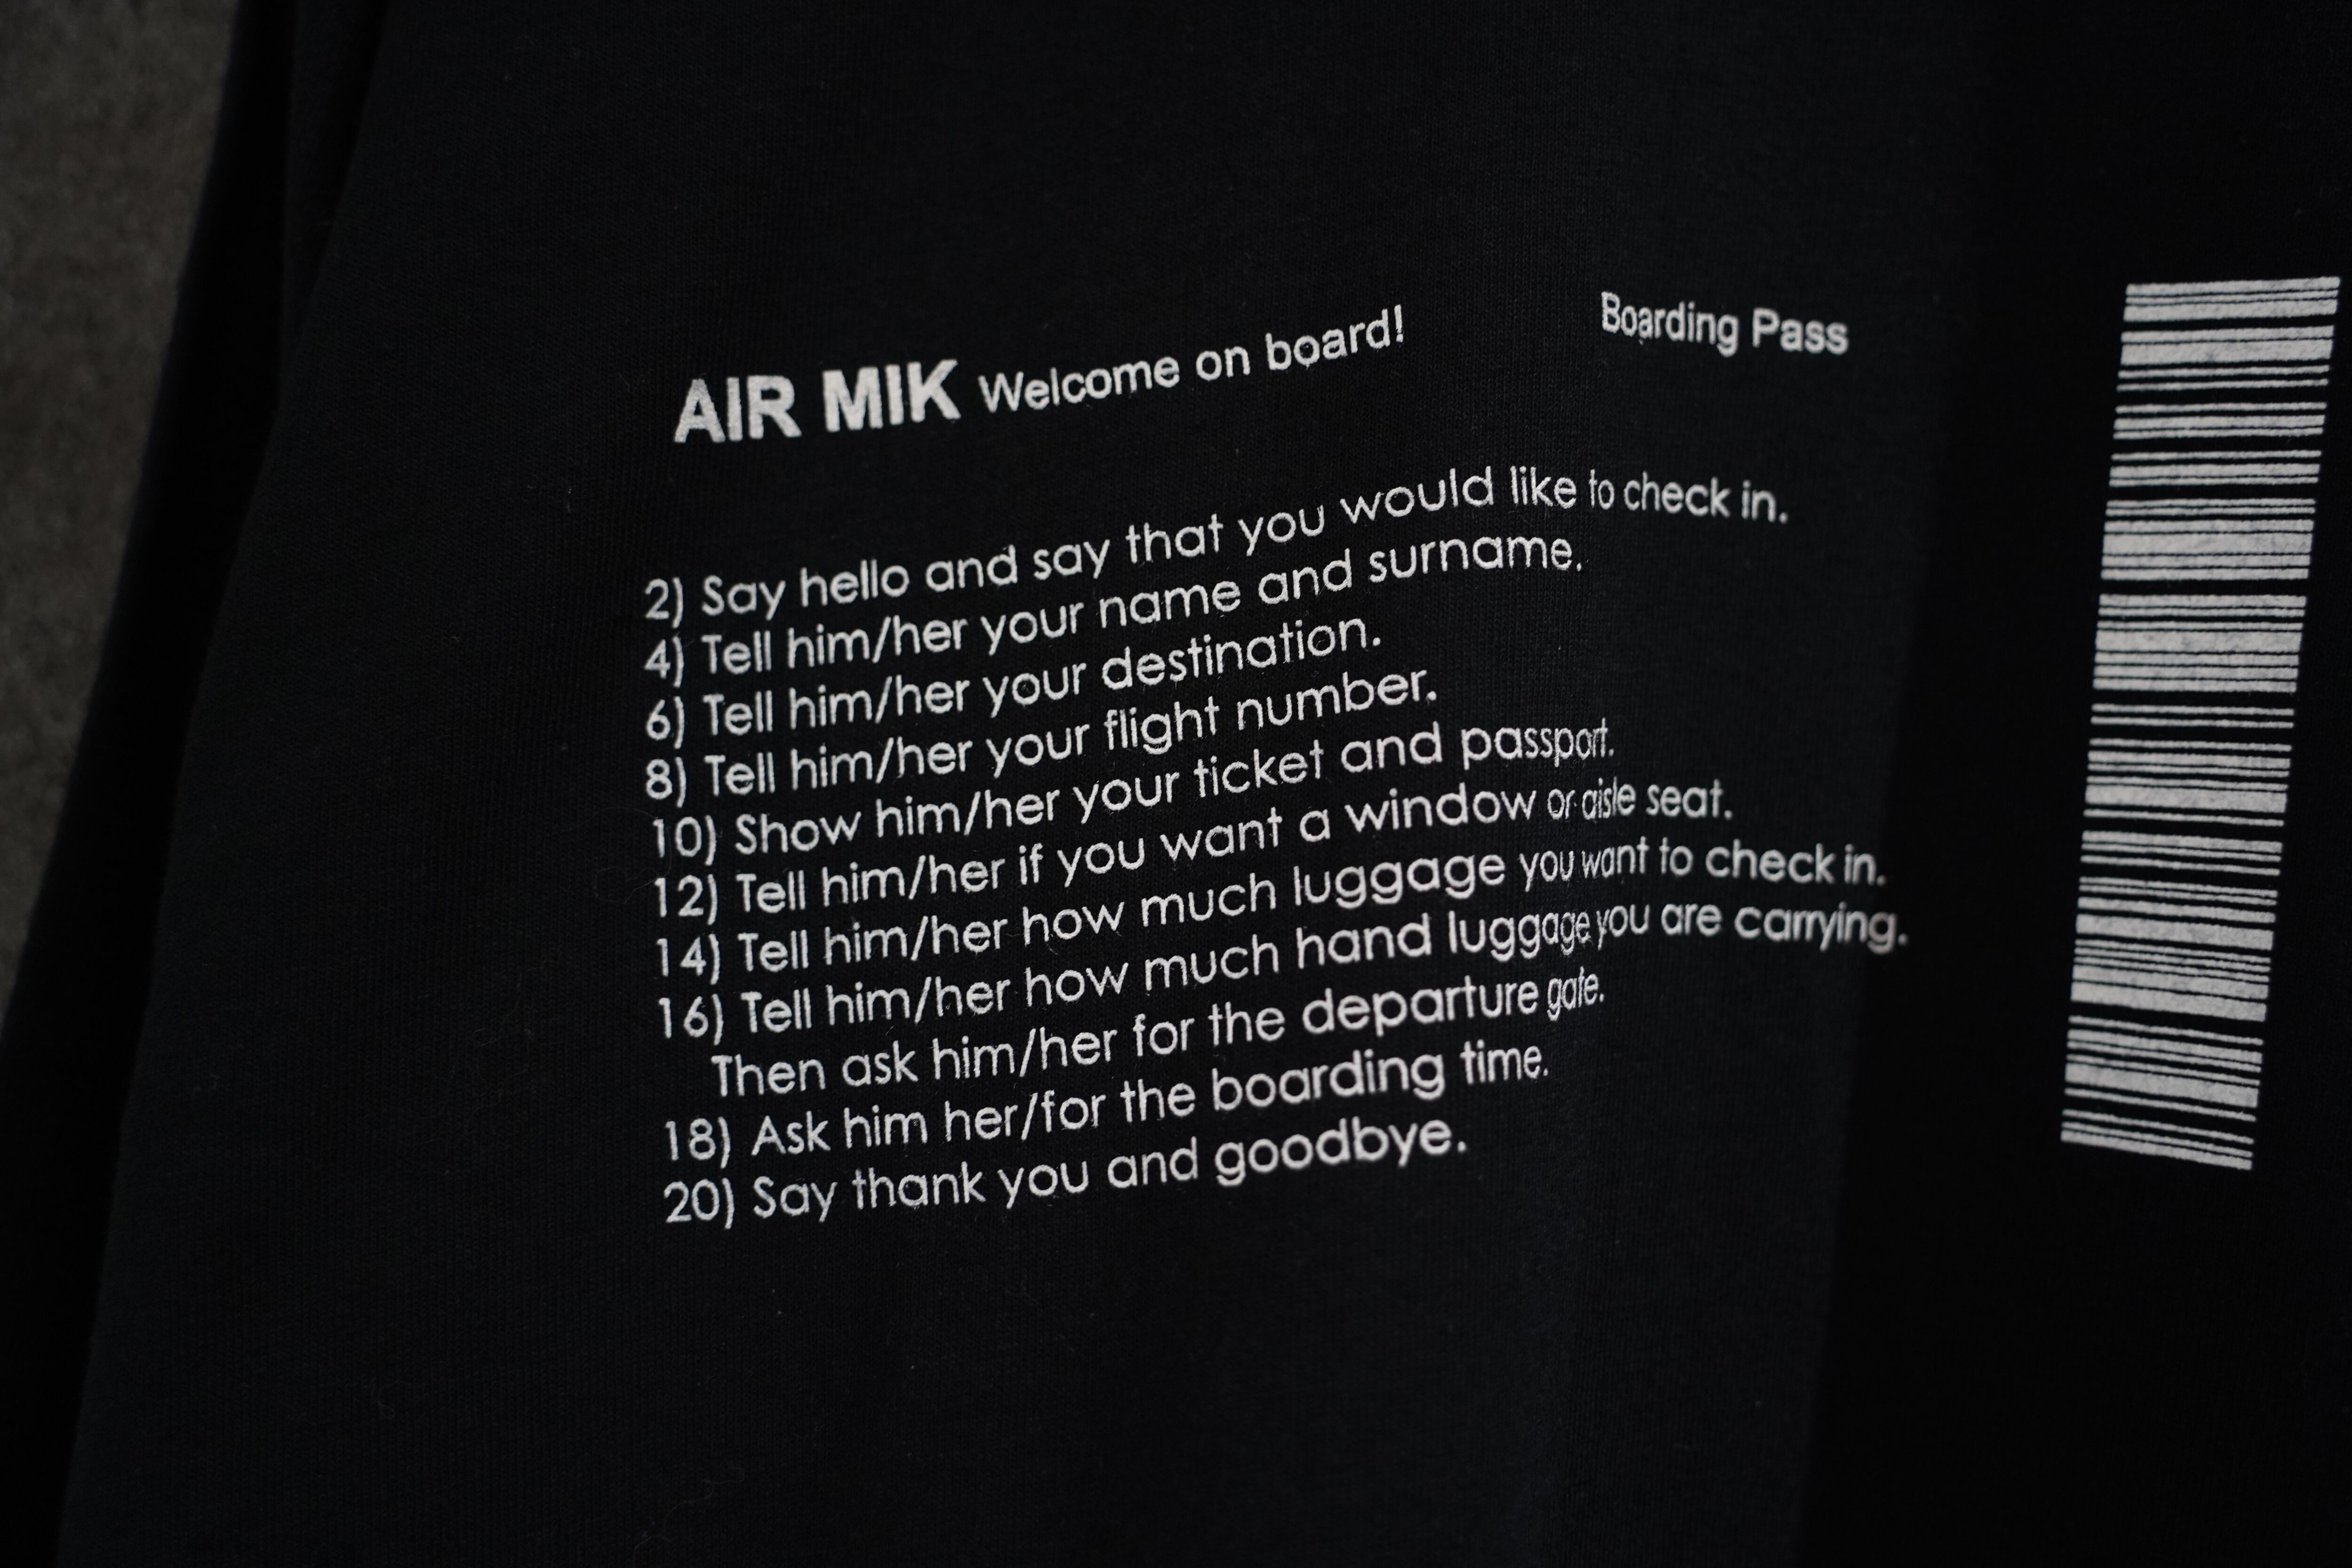 AIR MIK Welcome on board! Boarding Pass
2) Say hello and say that you would like to check in.
4) Tell him/her your name and surname.
6) Tell him/her your destination.
8) Tell him/her your flight number.
10) Show him/her your ticket and passport.
12) Tell him/her if you want a window or aisle seat.
14) Tell him/her how much luggage you want to check in.
16) Tell him/her how much hand luggage you are carrying.
Then ask him/her for the departure gate.
18) Ask him her/for the boarding time.
20) Say thank you and goodbye.